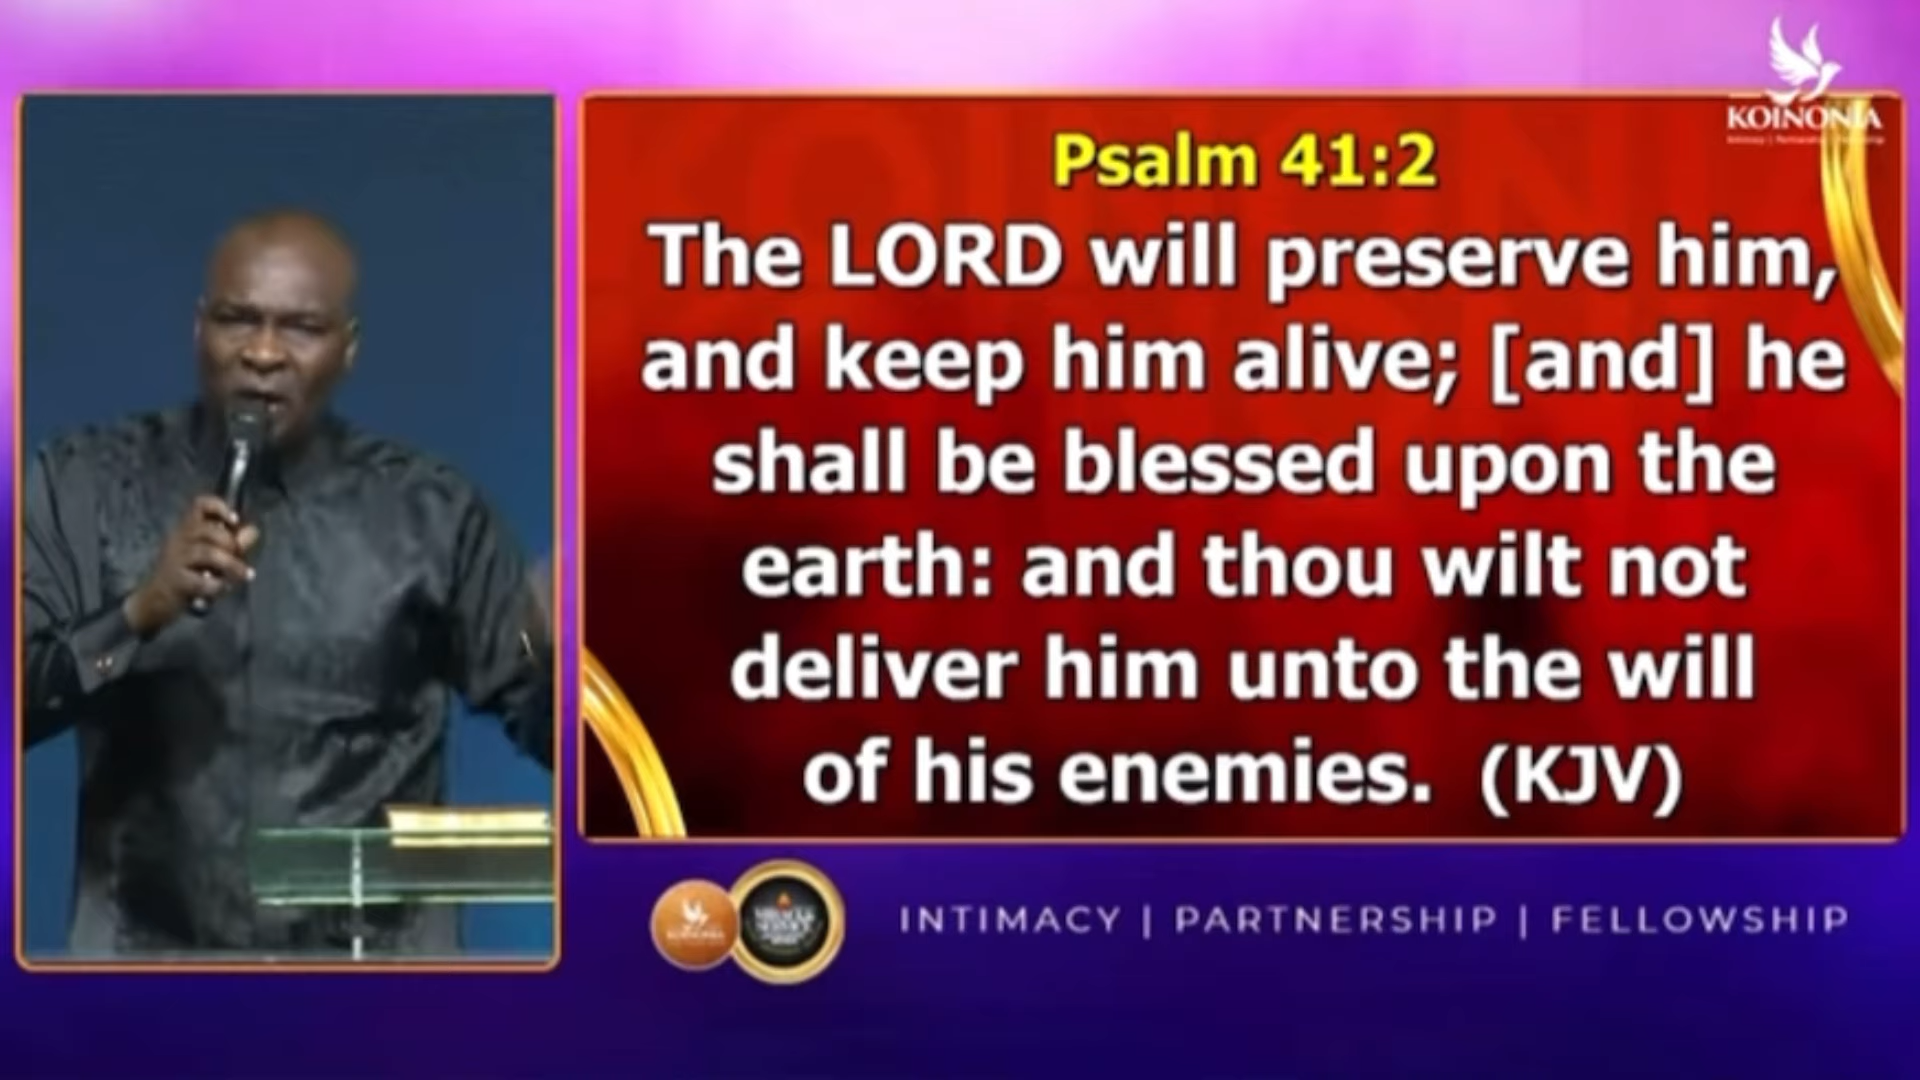 KOINONIA
Psalm 41:2
The LORD will preserve him,
and keep him alive; [and] he
shall be blessed upon the
earth: and thou wilt not
deliver him unto the will
of his enemies. (KJV)
INTIMACY | PARTNERSHIP | FELLOWSHIP